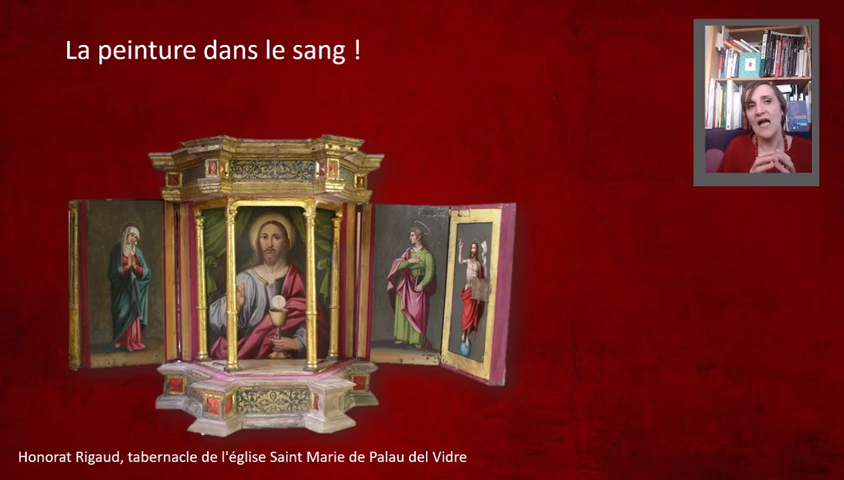 La peinture dans le sang !
Honorat Rigaud, tabernacle de l'église Saint Marie de Palau del Vidre